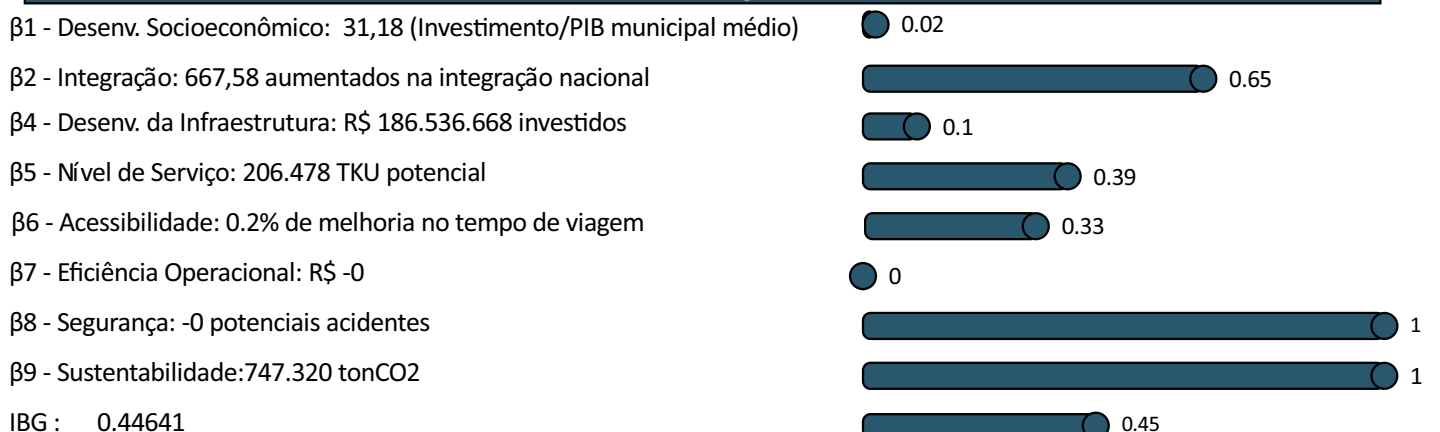 β1 - Desenv. Socioeconômico: 31,18 (Investimento/PIB municipal médio) 0.02
β2 - Integração: 667,58 aumentados na integração nacional 0.65
β4 - Desenv. da Infraestrutura: R$ 186.536.668 investidos 0.1
β5 - Nível de Serviço: 206.478 TKU potencial 0.39
β6 - Acessibilidade: 0.2% de melhoria no tempo de viagem 0.33
β7 - Eficiência Operacional: R$ -0 0
β8 - Segurança: -0 potenciais acidentes 1
β9 - Sustentabilidade:747.320 tonCO2 1
IBG : 0.44641 0.45